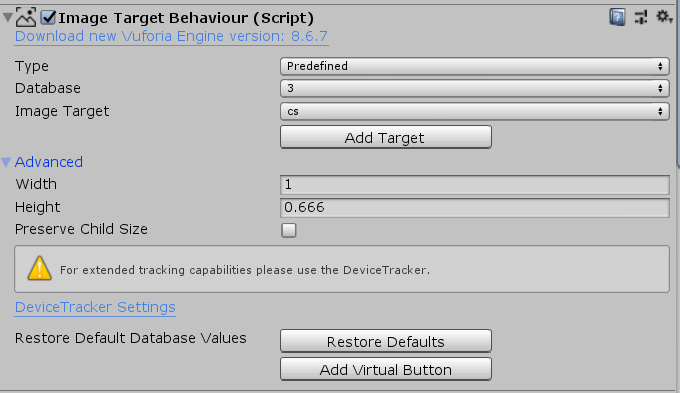 Image Target Behaviour (Script)
Download new Vuforia Engine version: 8.6.7
Type Predefined
Database 3
Image Target cs
Add Target
Advanced
Width 1
Height 0.666
Preserve Child Size
For extended tracking capabilities please use the DeviceTracker.
DeviceTracker Settings
Restore Default Database Values Restore Defaults
Add Virtual Button